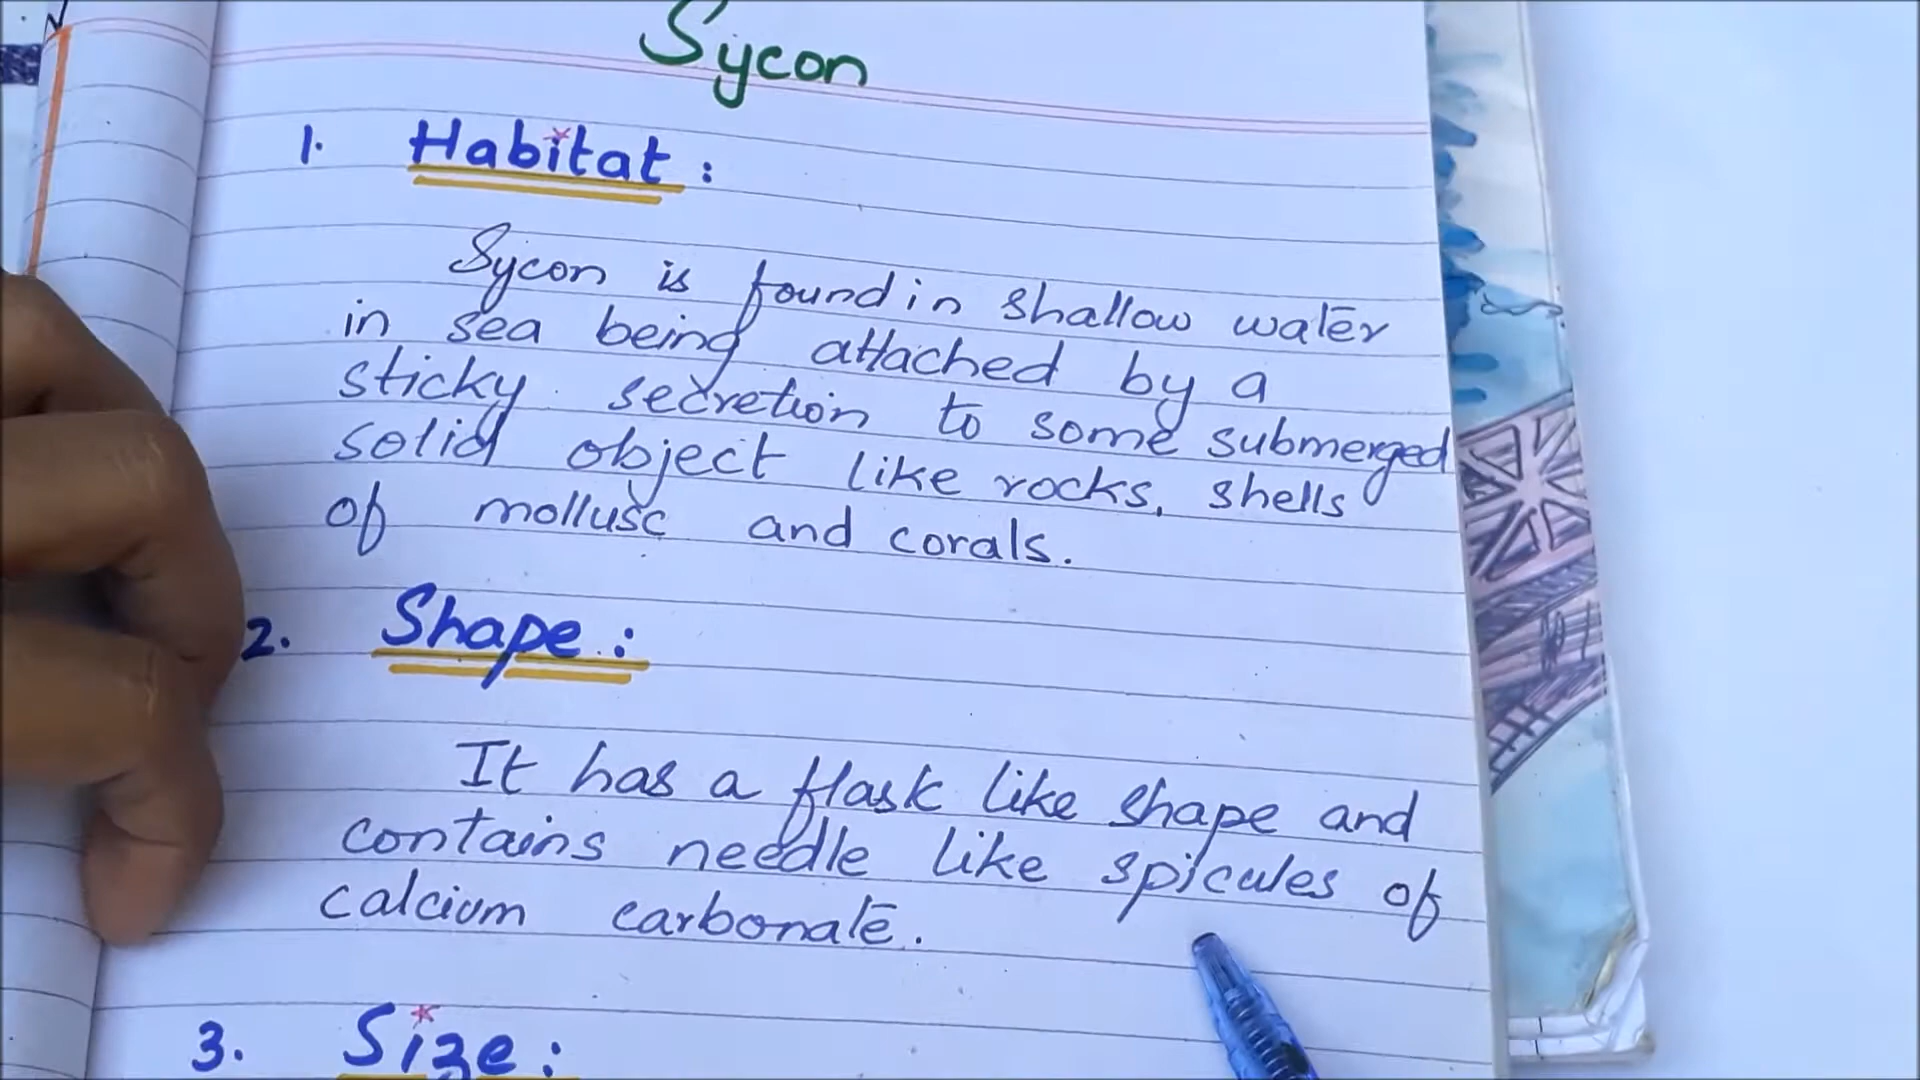 Sycon
1. Habitat :
Sycon is found in shallow water
in sea being attached by a
sticky secretion to some submerged
solid object like rocks, shells
of mollusc and corals.
2. Shape :
It has a flask like shape and
contains needle like spicules of
calcium carbonate.
3. Size :